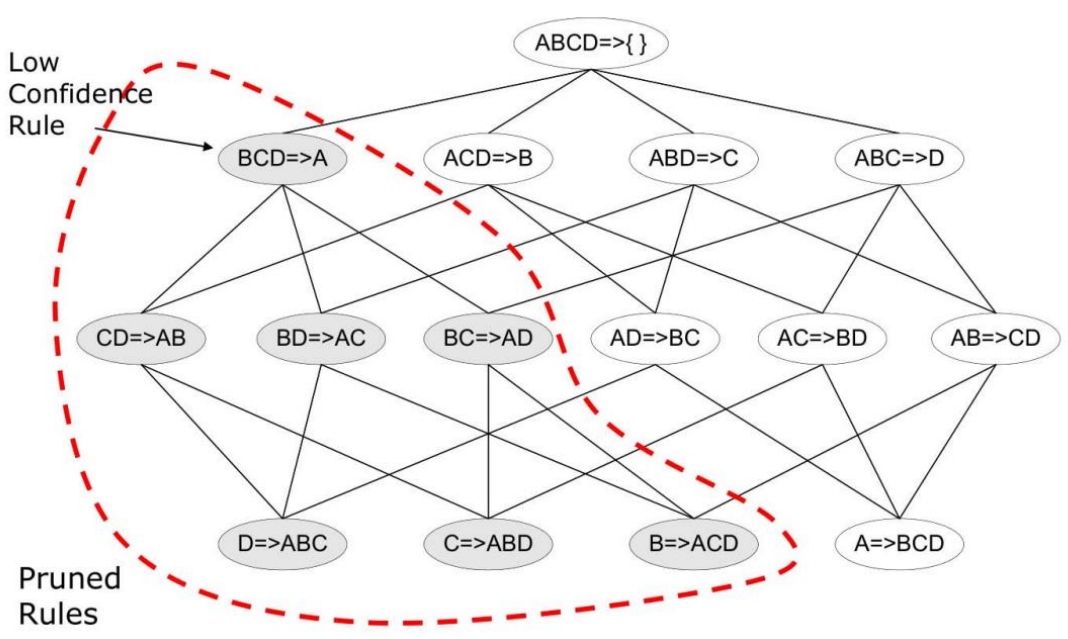 ABCD=>{ }
Low
Confidence
Rule
BCD=>A
ACD=>B
ABD=>C
ABC=>D
CD=>AB
BD=>AC
BC=>AD
AD=>BC
AC=>BD
AB=>CD
D=>ABC
C=>ABD
B=>ACD
A=>BCD
Pruned
Rules